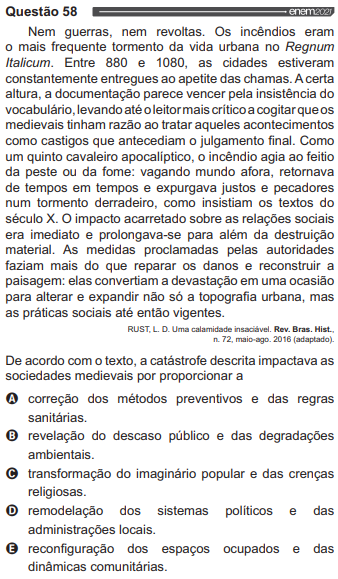 Questão 58 enem2021
Nem guerras, nem revoltas. Os incêndios eram
o mais frequente tormento da vida urbana no Regnum
Italicum. Entre 880 e 1080, as cidades estiveram
constantemente entregues ao apetite das chamas. A certa
altura, a documentação parece vencer pela insistência do
vocabulário, levando até o leitor mais crítico a cogitar que os
medievais tinham razão ao tratar aqueles acontecimentos
como castigos que antecediam o julgamento final. Como
um quinto cavaleiro apocalíptico, o incêndio agia ao feitio
da peste ou da fome: vagando mundo afora, retornava
de tempos em tempos e expurgava justos e pecadores
num tormento derradeiro, como insistiam os textos do
século X. O impacto acarretado sobre as relações sociais
era imediato e prolongava-se para além da destruição
material. As medidas proclamadas pelas autoridades
faziam mais do que reparar os danos e reconstruir a
paisagem: elas convertiam a devastação em uma ocasião
para alterar e expandir não só a topografia urbana, mas
as práticas sociais até então vigentes.
RUST, L. D. Uma calamidade insaciável. Rev. Bras. Hist.,
n. 72, maio-ago. 2016 (adaptado).
De acordo com o texto, a catástrofe descrita impactava as
sociedades medievais por proporcionar a
A correção dos métodos preventivos e das regras
sanitárias.
B revelação do descaso público e das degradações
ambientais.
C transformação do imaginário popular e das crenças
religiosas.
D remodelação dos sistemas políticos e das
administrações locais.
E reconfiguração dos espaços ocupados e das
dinâmicas comunitárias.